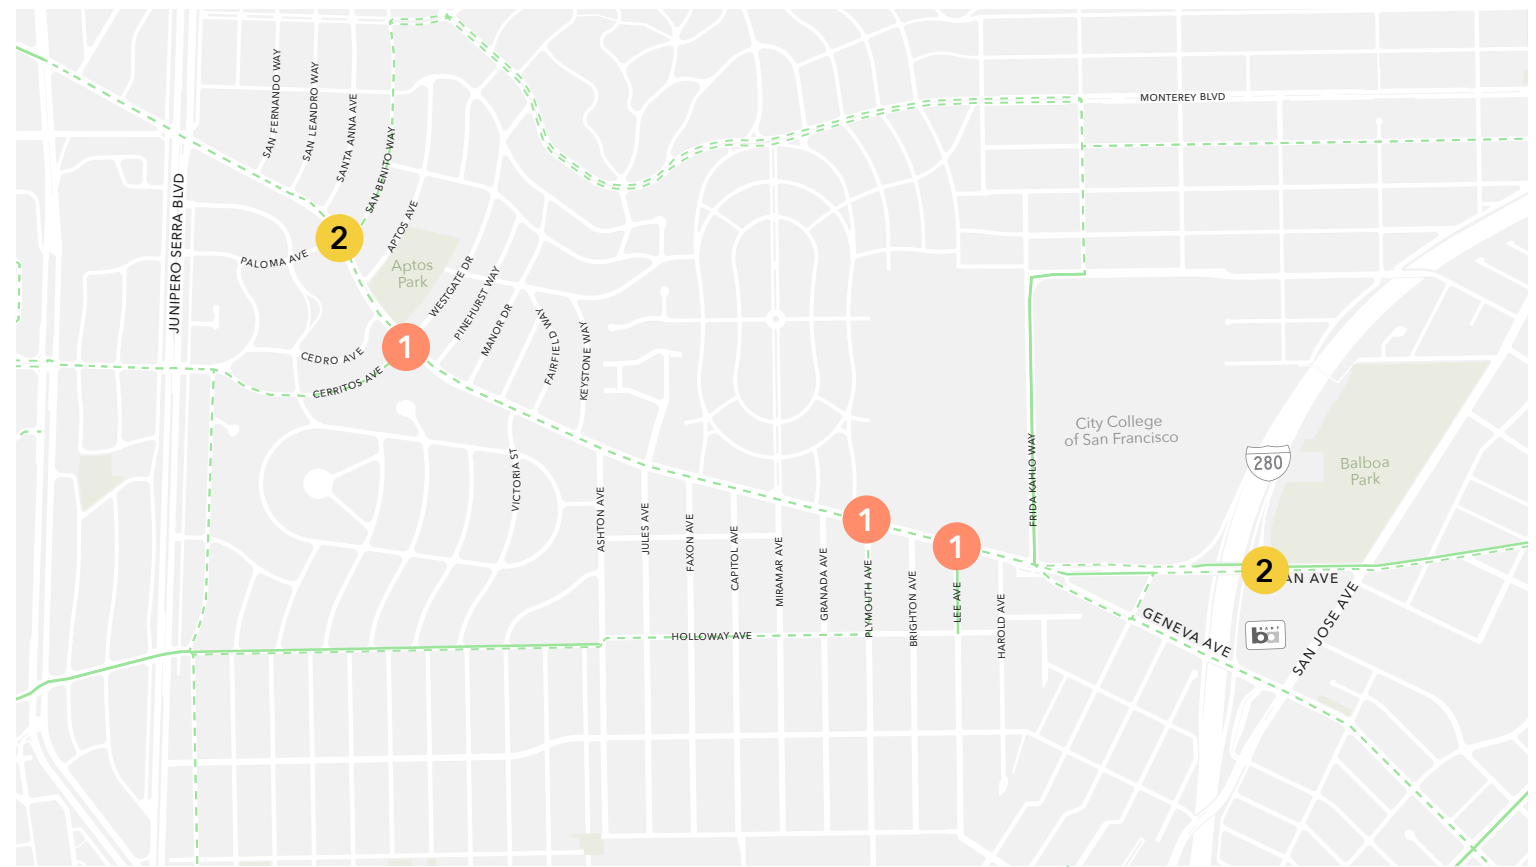 SAN FERNANDO WAY
SAN LEANDRO WAY
SANTA ANNA AVE
SAN BENITO WAY
MONTEREY BLVD
JUNIPERO SERRA BLVD
2
PALOMA AVE
APTOS AVE
Aptos
Park
WESTGATE DR
PINEHURST WAY
MANOR DR
FAIRFIELD WAY
KEYSTONE WAY
1
CEDRO AVE
CERRITOS AVE
City College
of San Francisco
FRIDA KAHLO WAY
280
Balboa
Park
VICTORIA ST
ASHTON AVE
JULES AVE
FAXON AVE
CAPITOL AVE
MIRAMAR AVE
GRANADA AVE
1
PLYMOUTH AVE
BRIGHTON AVE
1
LEE AVE
HAROLD AVE
2
AN AVE
GENEVA AVE
SAN JOSE AVE
ba
HOLLOWAY AVE